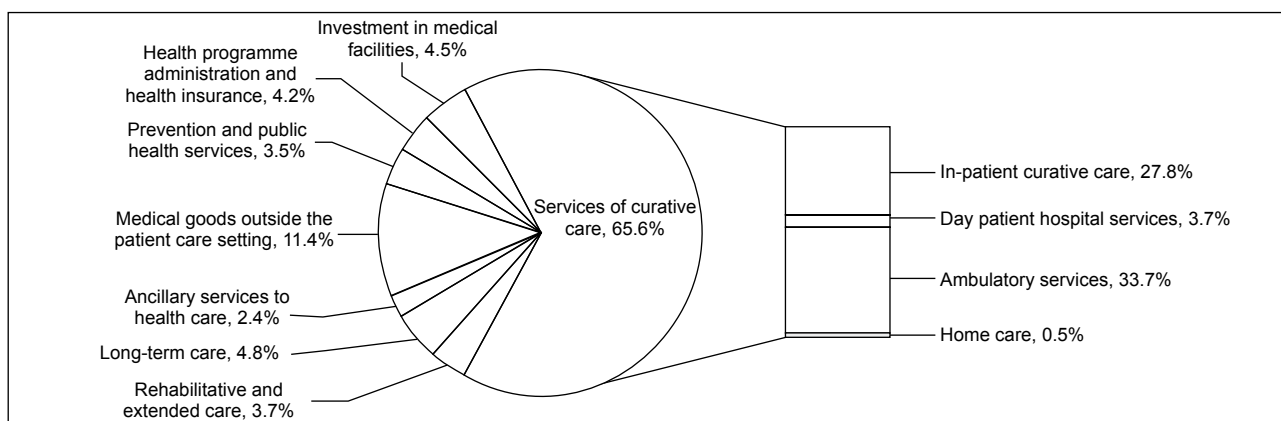 Investment in medical
facilities, 4.5%
Health programme
administration and
health insurance, 4.2%
Prevention and public
health services, 3.5%
Medical goods outside the
patient care setting, 11.4%
Ancillary services to
health care, 2.4%
Long-term care, 4.8%
Rehabilitative and
extended care, 3.7%
Services of curative
care, 65.6%
In-patient curative care, 27.8%
Day patient hospital services, 3.7%
Ambulatory services, 33.7%
Home care, 0.5%